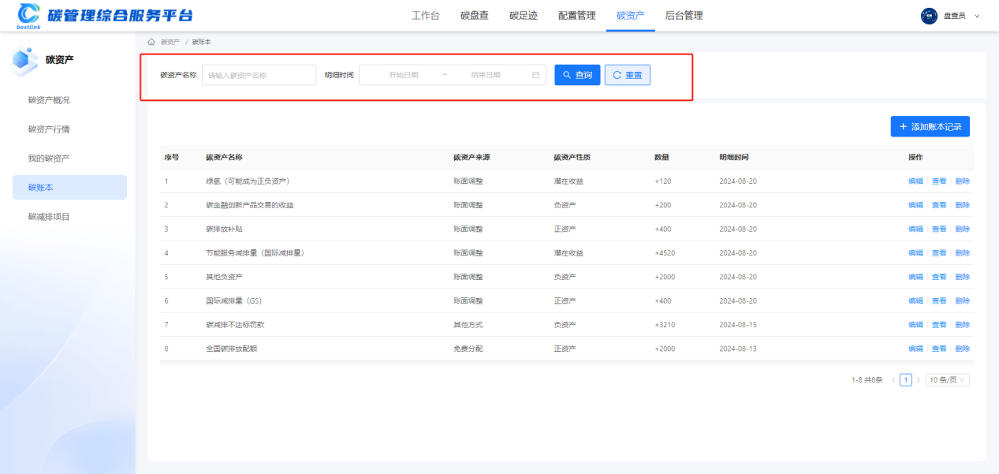 碳管理综合服务平台
bestlink
工作台 碳盘查 碳足迹 配置管理 碳资产 后台管理
盘查员
碳资产 / 碳账本
碳资产
碳资产概况
碳资产行情
我的碳资产
碳账本
碳减排项目
碳资产名称 请输入碳资产名称 明细时间 开始日期 ~ 结束日期 查询 重置
+ 添加账本记录
序号 碳资产名称 碳资产来源 碳资产性质 数量 明细时间 操作
1 绿氢（可能成为正负资产） 账面调整 潜在收益 +120 2024-08-20 编辑 查看 删除
2 碳金融创新产品交易的收益 账面调整 负资产 +200 2024-08-20 编辑 查看 删除
3 碳排放补贴 账面调整 正资产 +400 2024-08-20 编辑 查看 删除
4 节能服务减排量（国际减排量） 账面调整 潜在收益 +4520 2024-08-20 编辑 查看 删除
5 其他负资产 账面调整 负资产 +2000 2024-08-20 编辑 查看 删除
6 国际减排量（GS） 账面调整 正资产 +400 2024-08-20 编辑 查看 删除
7 碳减排不达标罚款 其他方式 负资产 +3210 2024-08-15 编辑 查看 删除
8 全国碳排放配额 免费分配 正资产 +2000 2024-08-13 编辑 查看 删除
1-8 共8条 < 1 > 10 条/页